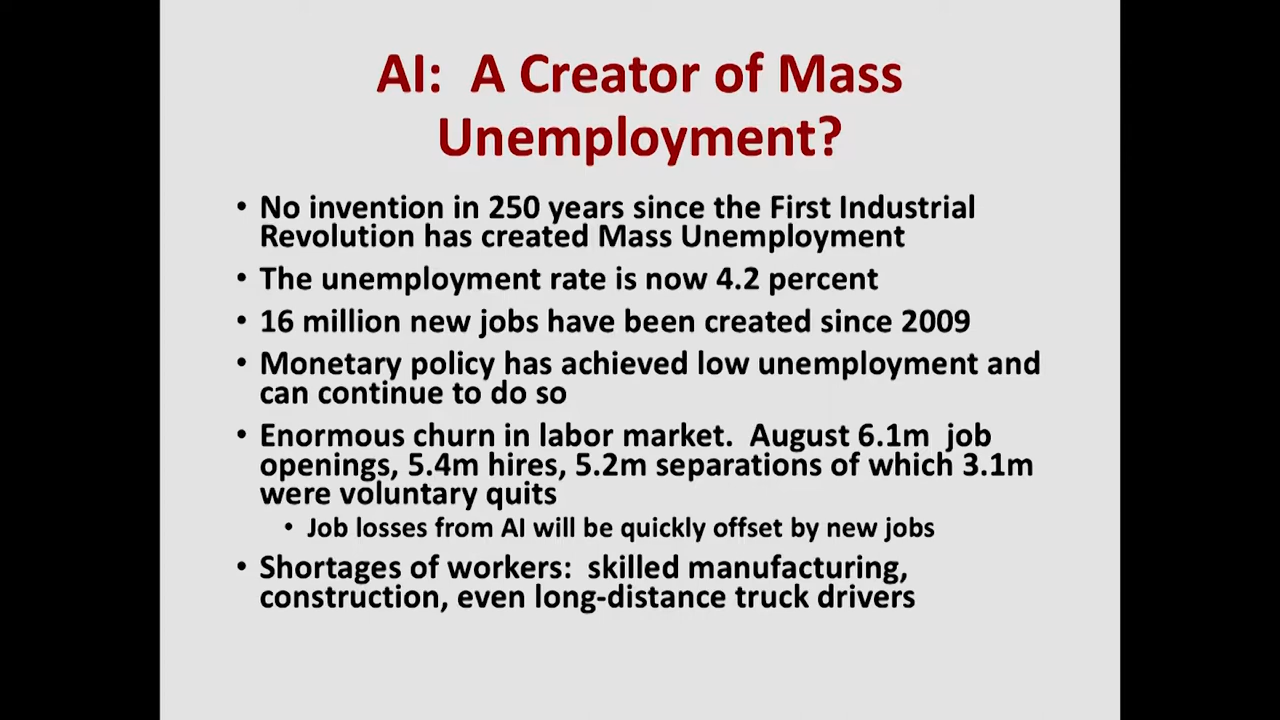 AI:  A Creator of Mass
Unemployment?
• No invention in 250 years since the First Industrial
Revolution has created Mass Unemployment
• The unemployment rate is now 4.2 percent
• 16 million new jobs have been created since 2009
• Monetary policy has achieved low unemployment and
can continue to do so
• Enormous churn in labor market.  August 6.1m  job
openings, 5.4m hires, 5.2m separations of which 3.1m
were voluntary quits
• Job losses from AI will be quickly offset by new jobs
• Shortages of workers:  skilled manufacturing,
construction, even long-distance truck drivers